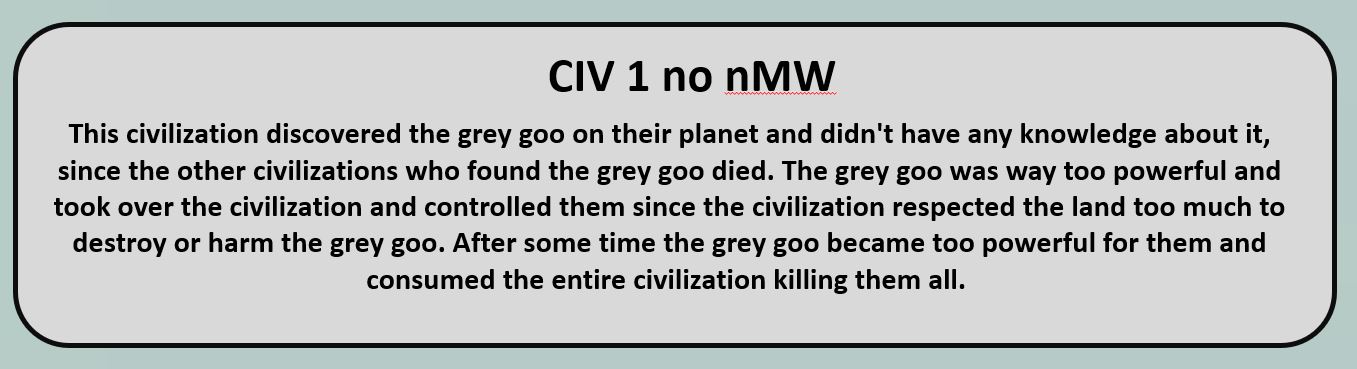 CIV 1 no nMW
This civilization discovered the grey goo on their planet and didn't have any knowledge about it,
since the other civilizations who found the grey goo died. The grey goo was way too powerful and
took over the civilization and controlled them since the civilization respected the land too much to
destroy or harm the grey goo. After some time the grey goo became too powerful for them and
consumed the entire civilization killing them all.